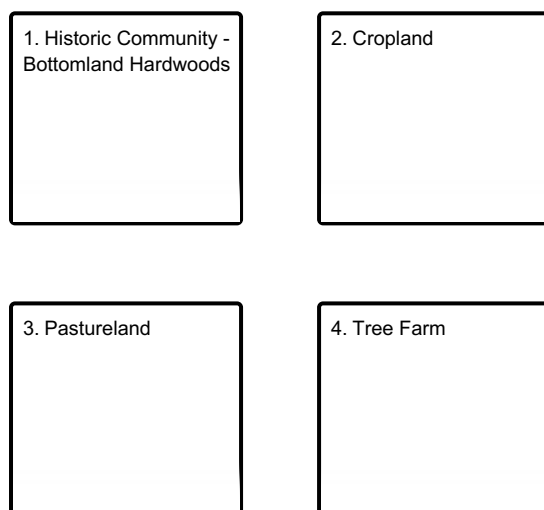 1. Historic Community -
Bottomland Hardwoods
2. Cropland
3. Pastureland
4. Tree Farm